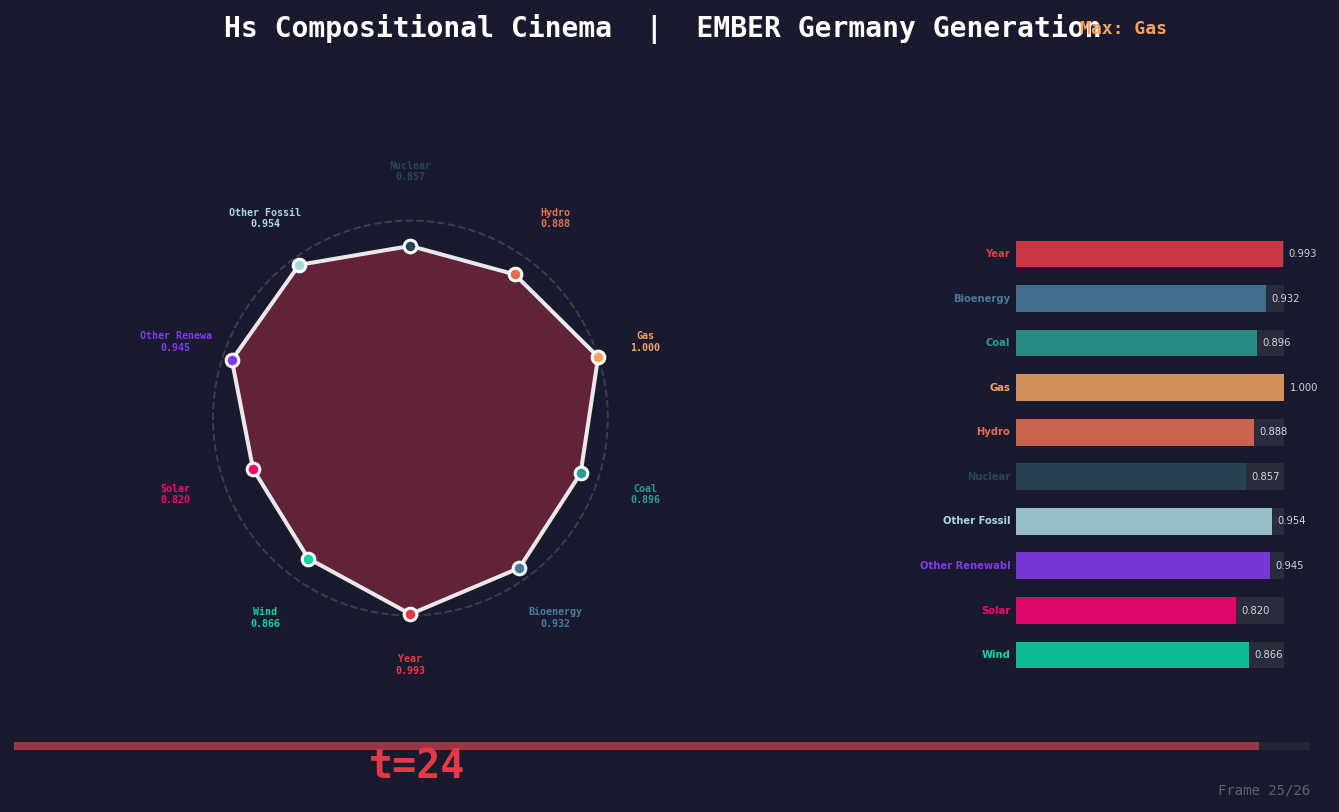 Hs Compositional Cinema  |  EMBER Germany Generation
Max: Gas
Nuclear
0.857
Other Fossil
0.954
Hydro
0.888
Other Renewa
0.945
Gas
1.000
Solar
0.820
Coal
0.896
Wind
0.866
Bioenergy
0.932
Year
0.993
Year 0.993
Bioenergy 0.932
Coal 0.896
Gas 1.000
Hydro 0.888
Nuclear 0.857
Other Fossil 0.954
Other Renewabl 0.945
Solar 0.820
Wind 0.866
t=24
Frame 25/26